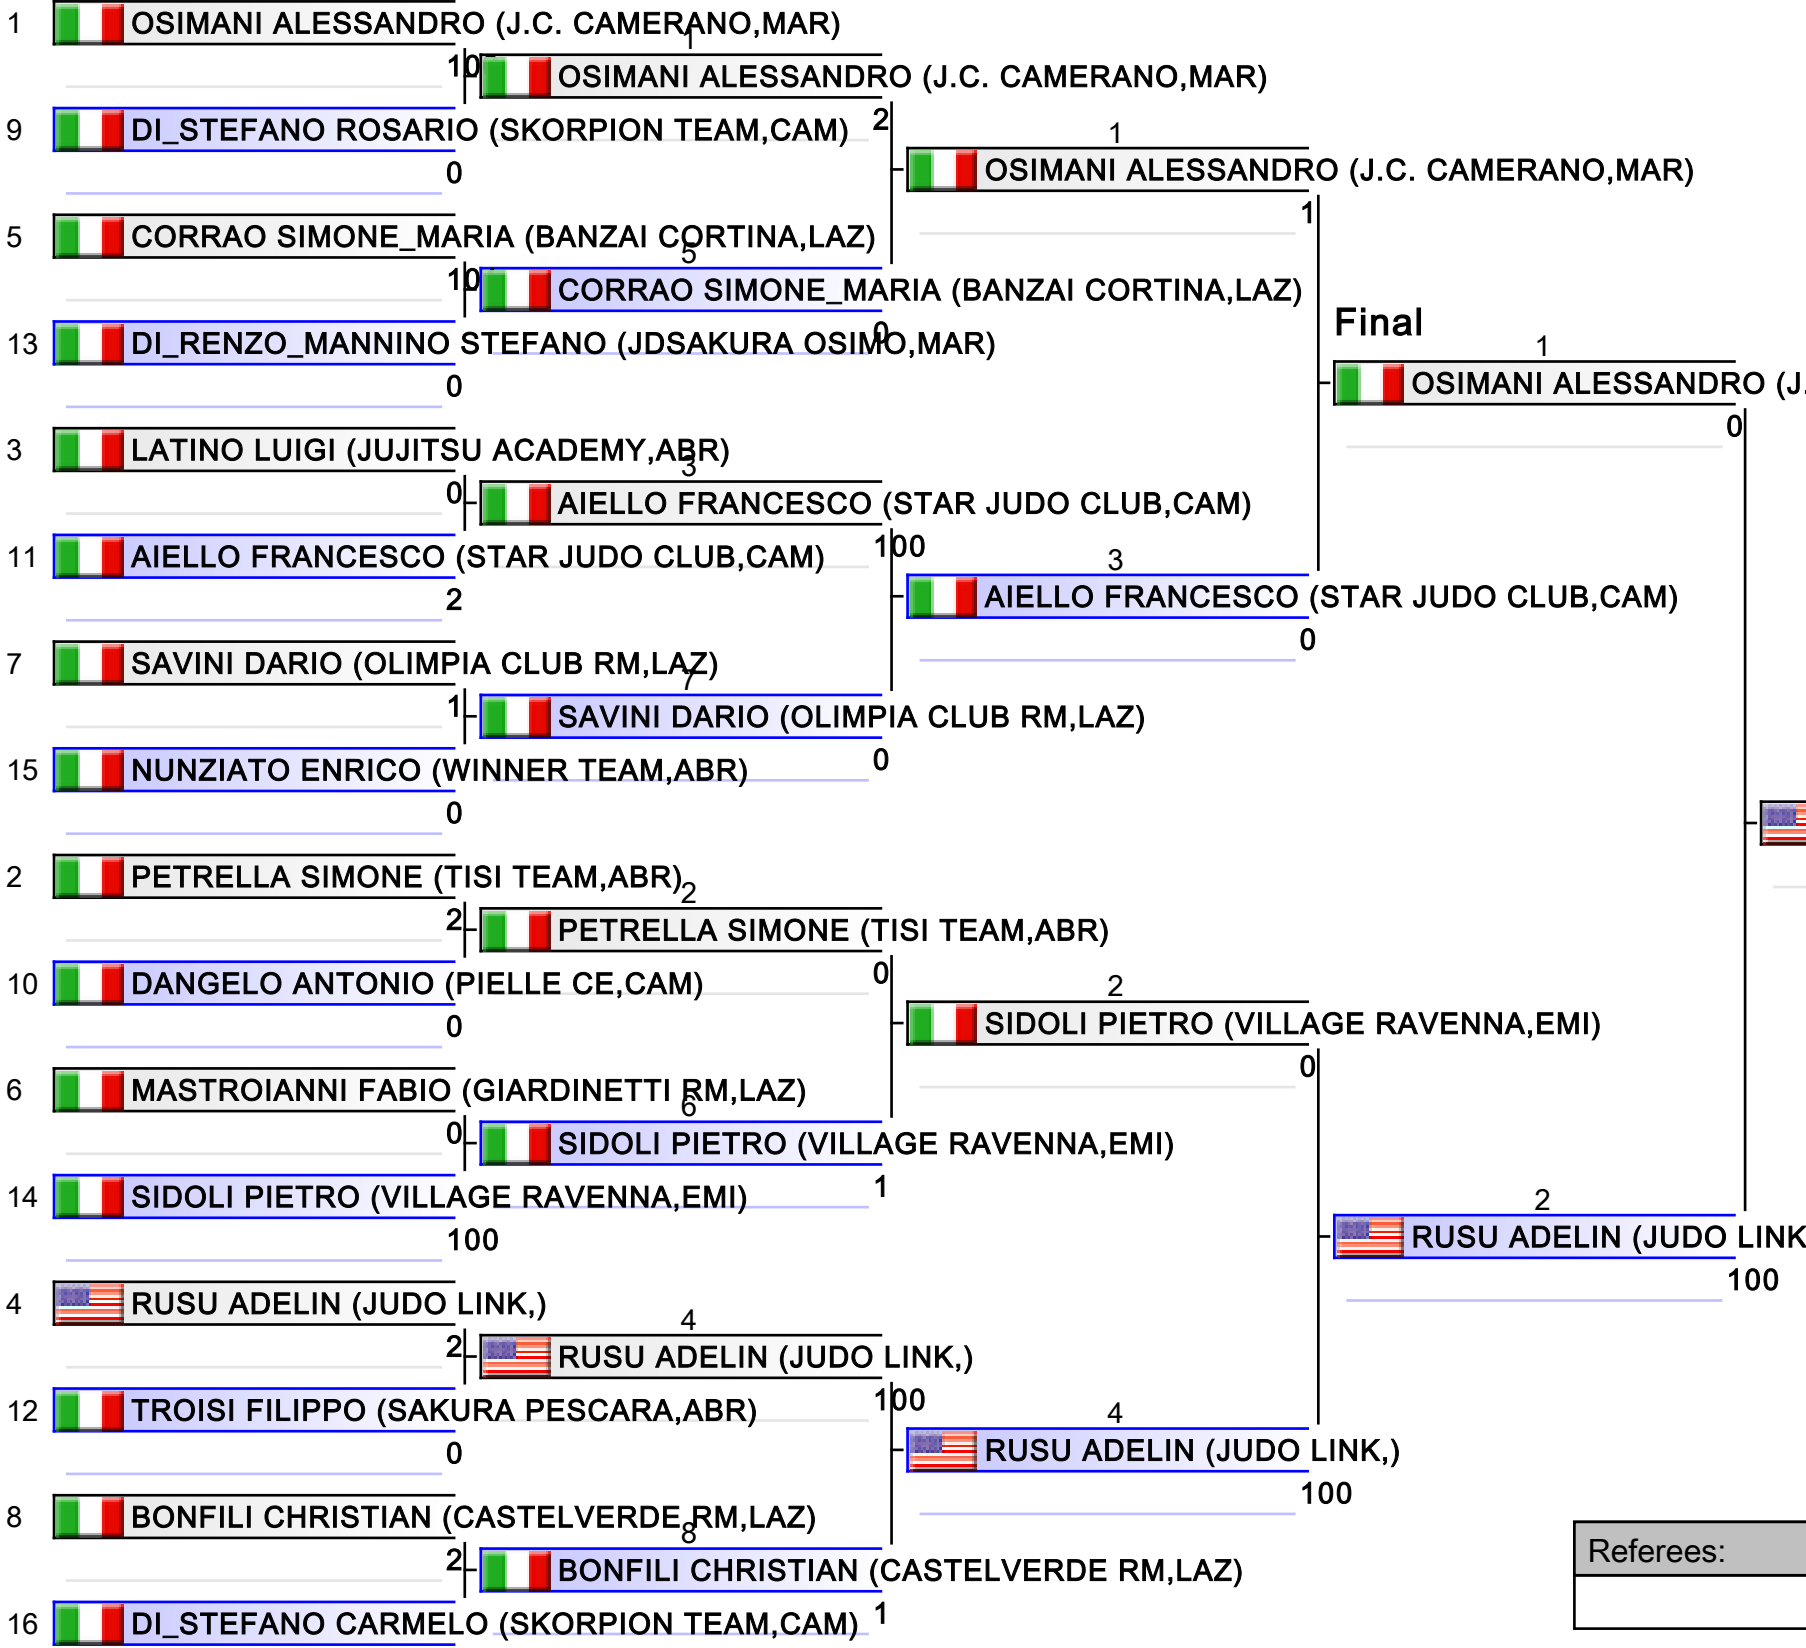 1 OSIMANI ALESSANDRO (J.C. CAMERANO,MAR)
9 DI_STEFANO ROSARIO (SKORPION TEAM,CAM)
0
5 CORRAO SIMONE_MARIA (BANZAI CORTINA,LAZ)
13 DI_RENZO_MANNINO STEFANO (JDSAKURA OSIMO,MAR)
0
3 LATINO LUIGI (JUJITSU ACADEMY,ABR)
0
11 AIELLO FRANCESCO (STAR JUDO CLUB,CAM)
2
7 SAVINI DARIO (OLIMPIA CLUB RM,LAZ)
1
15 NUNZIATO ENRICO (WINNER TEAM,ABR)
0
2 PETRELLA SIMONE (TISI TEAM,ABR)
2
10 DANGELO ANTONIO (PIELLE CE,CAM)
0
6 MASTROIANNI FABIO (GIARDINETTI RM,LAZ)
0
14 SIDOLI PIETRO (VILLAGE RAVENNA,EMI)
100
4 RUSU ADELIN (JUDO LINK,)
2
12 TROISI FILIPPO (SAKURA PESCARA,ABR)
0
8 BONFILI CHRISTIAN (CASTELVERDE RM,LAZ)
2
16 DI_STEFANO CARMELO (SKORPION TEAM,CAM)
1
OSIMANI ALESSANDRO (J.C. CAMERANO,MAR)
2
5
CORRAO SIMONE_MARIA (BANZAI CORTINA,LAZ)
0
3
AIELLO FRANCESCO (STAR JUDO CLUB,CAM)
100
7
SAVINI DARIO (OLIMPIA CLUB RM,LAZ)
0
2
PETRELLA SIMONE (TISI TEAM,ABR)
0
6
SIDOLI PIETRO (VILLAGE RAVENNA,EMI)
1
4
RUSU ADELIN (JUDO LINK,)
100
8
BONFILI CHRISTIAN (CASTELVERDE RM,LAZ)
1
1
OSIMANI ALESSANDRO (J.C. CAMERANO,MAR)
1
3
AIELLO FRANCESCO (STAR JUDO CLUB,CAM)
0
2
SIDOLI PIETRO (VILLAGE RAVENNA,EMI)
0
4
RUSU ADELIN (JUDO LINK,)
100
Final
1
OSIMANI ALESSANDRO (J.
0
2
RUSU ADELIN (JUDO LINK
100
Referees: